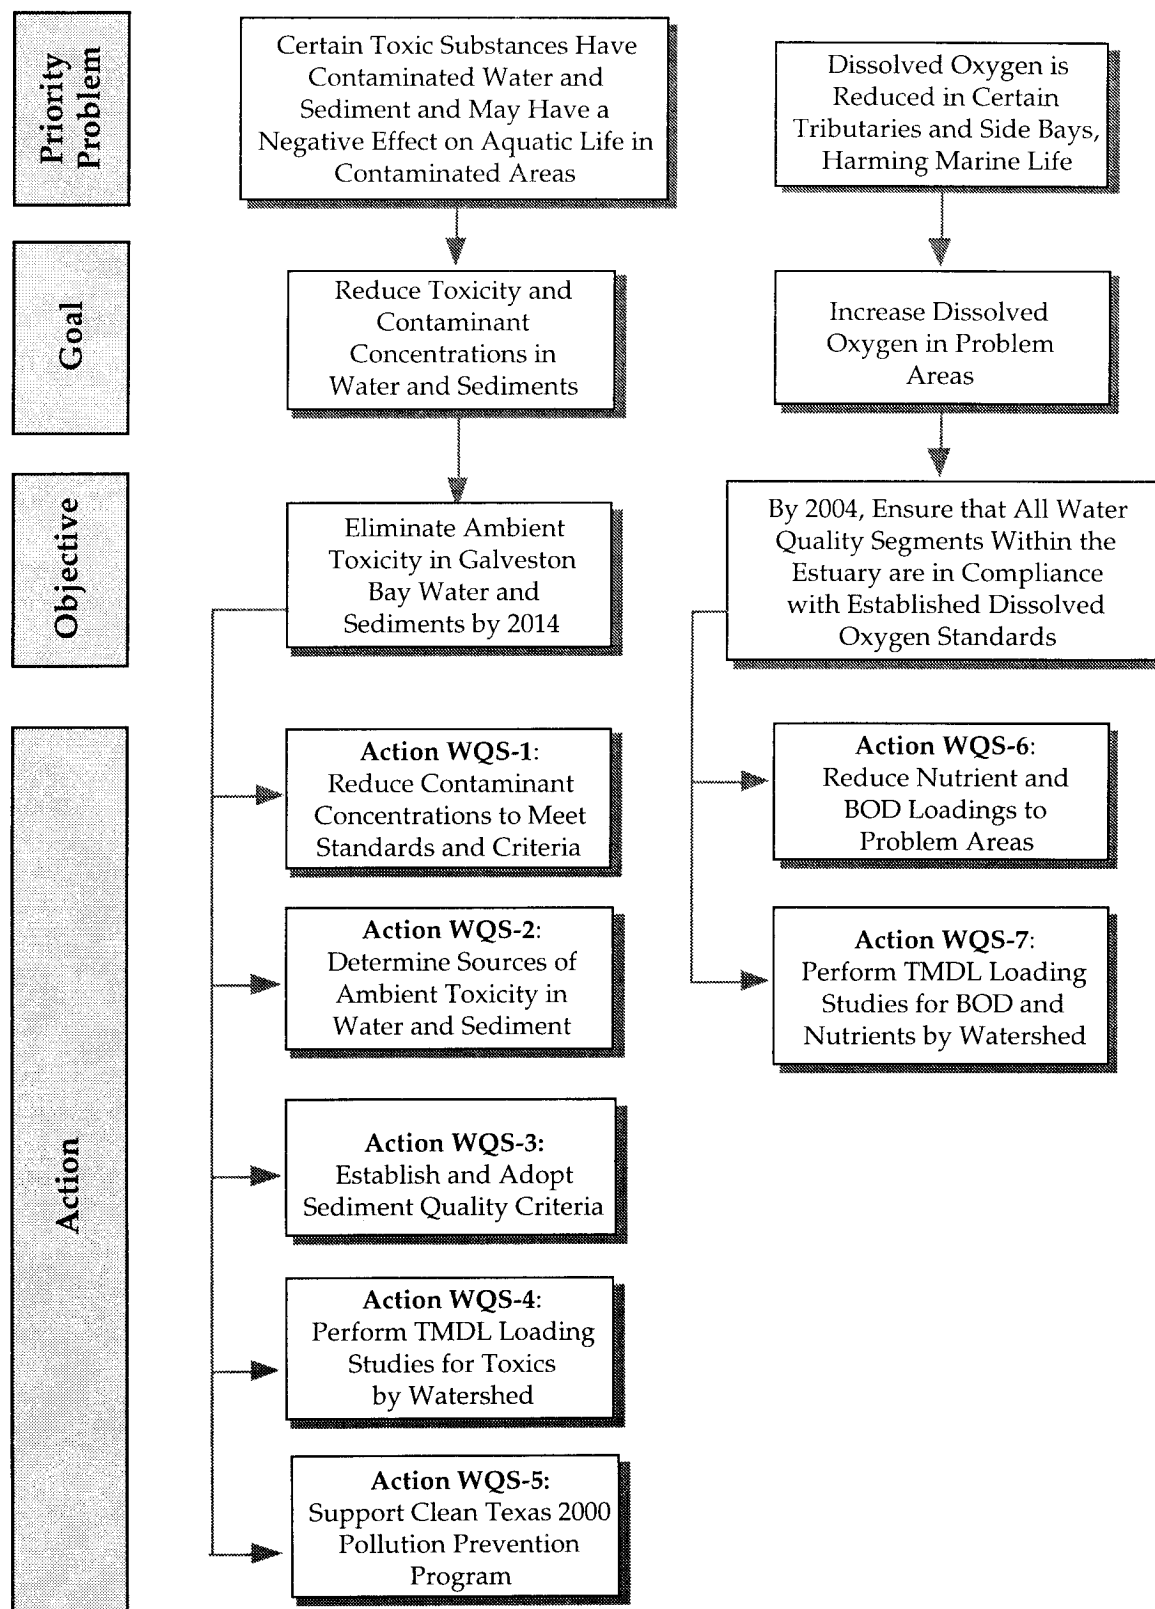 Priority
Problem
Certain Toxic Substances Have
Contaminated Water and
Sediment and May Have a
Negative Effect on Aquatic Life in
Contaminated Areas
Dissolved Oxygen is
Reduced in Certain
Tributaries and Side Bays,
Harming Marine Life
Goal
Reduce Toxicity and
Contaminant
Concentrations in
Water and Sediments
Increase Dissolved
Oxygen in Problem
Areas
Objective
Eliminate Ambient
Toxicity in Galveston
Bay Water and
Sediments by 2014
By 2004, Ensure that All Water
Quality Segments Within the
Estuary are in Compliance
with Established Dissolved
Oxygen Standards
Action
Action WQS-1:
Reduce Contaminant
Concentrations to Meet
Standards and Criteria
Action WQS-2:
Determine Sources of
Ambient Toxicity in
Water and Sediment
Action WQS-3:
Establish and Adopt
Sediment Quality Criteria
Action WQS-4:
Perform TMDL Loading
Studies for Toxics
by Watershed
Action WQS-5:
Support Clean Texas 2000
Pollution Prevention
Program
Action WQS-6:
Reduce Nutrient and
BOD Loadings to
Problem Areas
Action WQS-7:
Perform TMDL Loading
Studies for BOD and
Nutrients by Watershed